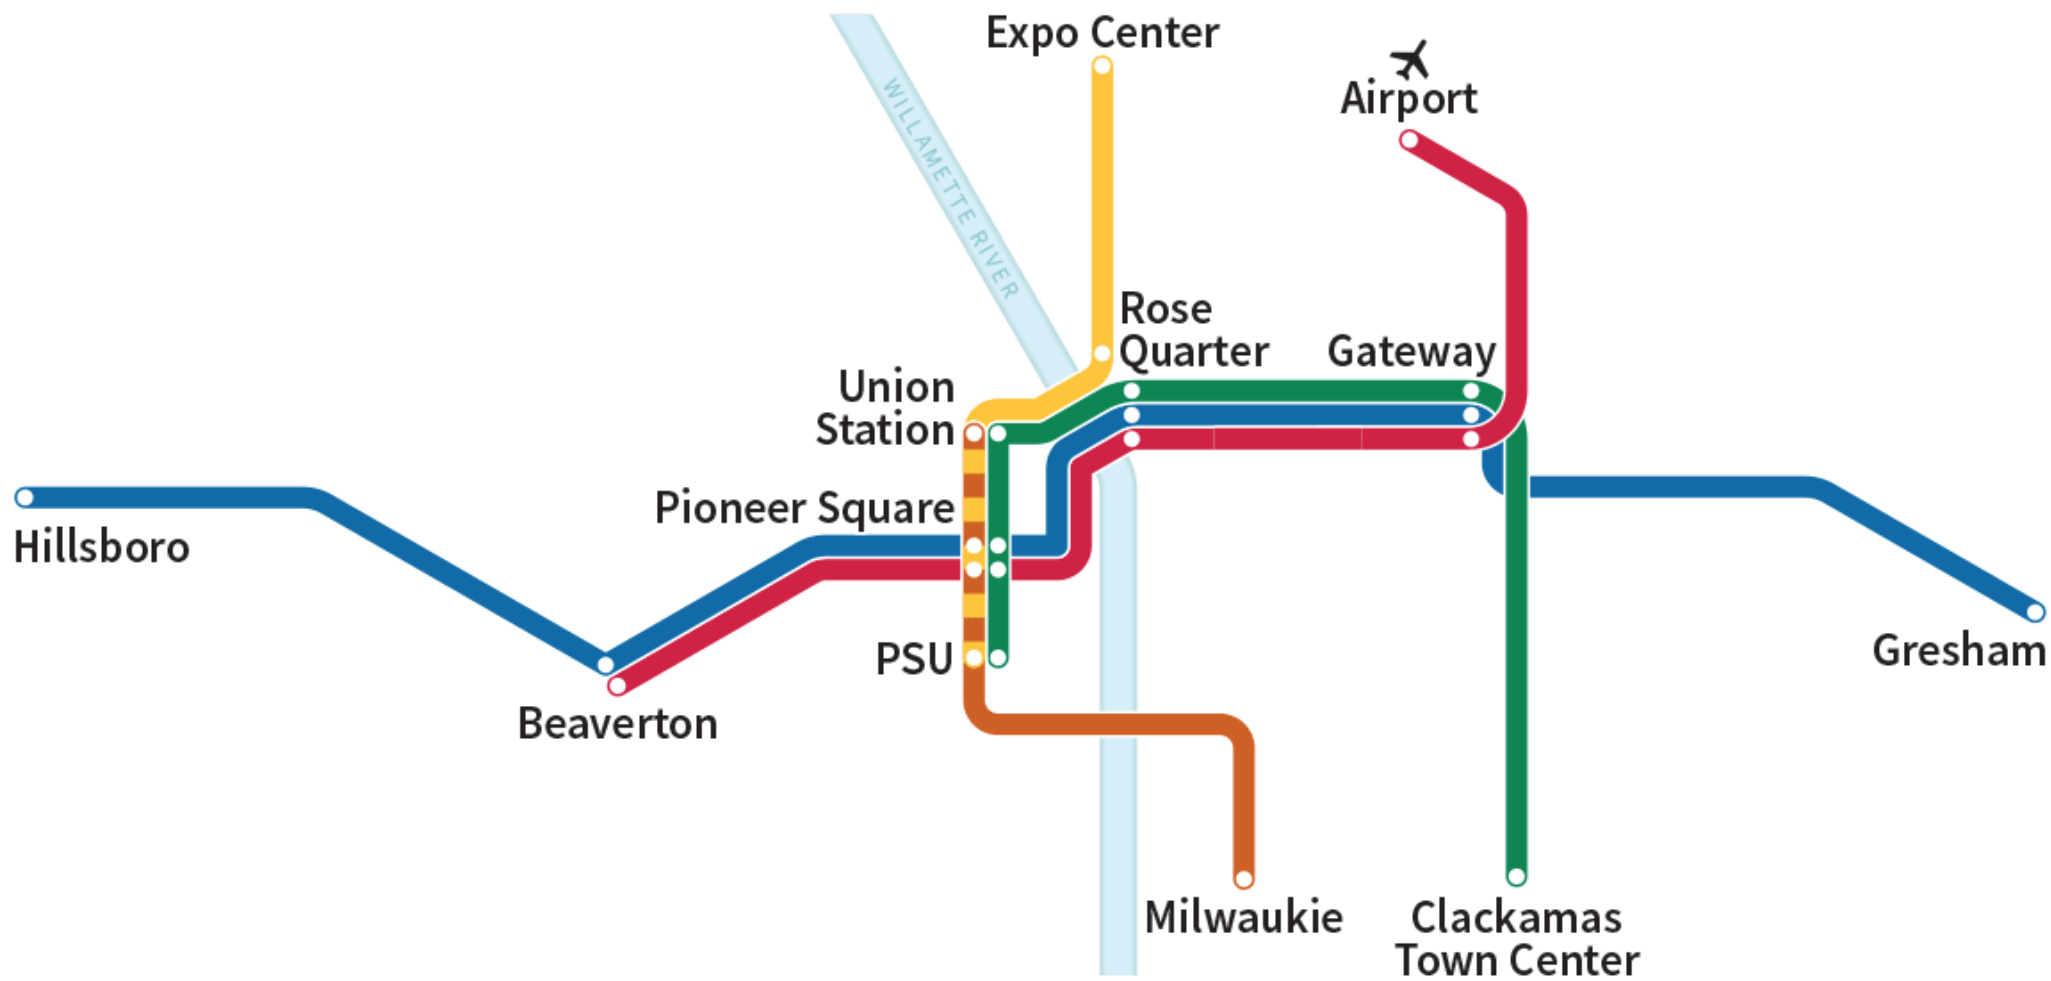 Expo Center
Airport
WILLAMETTE RIVER
Rose
Quarter
Gateway
Union
Station
Pioneer Square
Hillsboro
PSU
Gresham
Beaverton
Milwaukie
Clackamas
Town Center